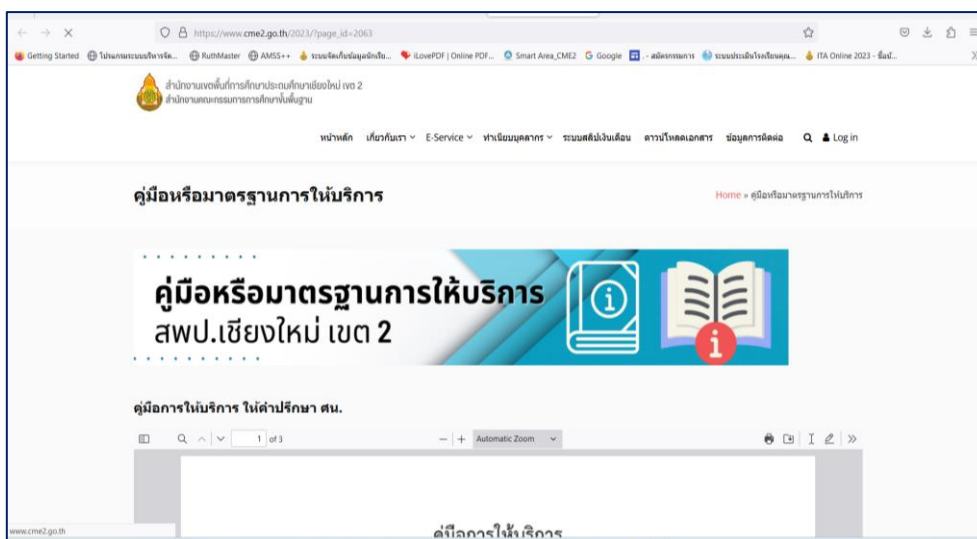 https://www.cme2.go.th/2023/?page_id=2063
Getting Started
RuthMaster
AMSS++
iLovePDF | Online PDF...
Smart Area_CME2
Google
- สมัครกรรมการ
ITA Online 2023 -
สำนักงานเขตพื้นที่การศึกษาประถมศึกษาเชียงใหม่ เขต 2
สำนักงานคณะกรรมการการศึกษาขั้นพื้นฐาน
หน้าหลัก เกี่ยวกับเรา E-Service ทำเนียบบุคลากร ระบบสลิปเงินเดือน ดาวน์โหลดเอกสาร ข้อมูลการติดต่อ Log in
คู่มือหรือมาตรฐานการให้บริการ
Home » คู่มือหรือมาตรฐานการให้บริการ
คู่มือหรือมาตรฐานการให้บริการ
สพป.เชียงใหม่ เขต 2
คู่มือการให้บริการ ให้คำปรึกษา ศน.
1 of 3 Automatic Zoom
คู่มือการให้บริการ
www.cme2.go.th